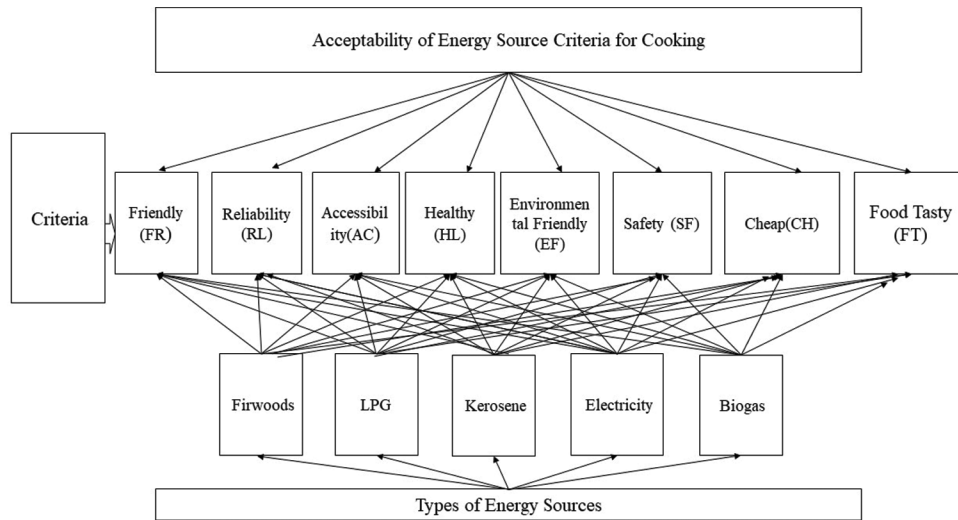 Acceptability of Energy Source Criteria for Cooking
Criteria
Friendly
(FR)
Reliability
(RL)
Accessibil
ity(AC)
Healthy
(HL)
Environmen
tal Friendly
(EF)
Safety (SF)
Cheap(CH)
Food Tasty
(FT)
Firwoods
LPG
Kerosene
Electricity
Biogas
Types of Energy Sources